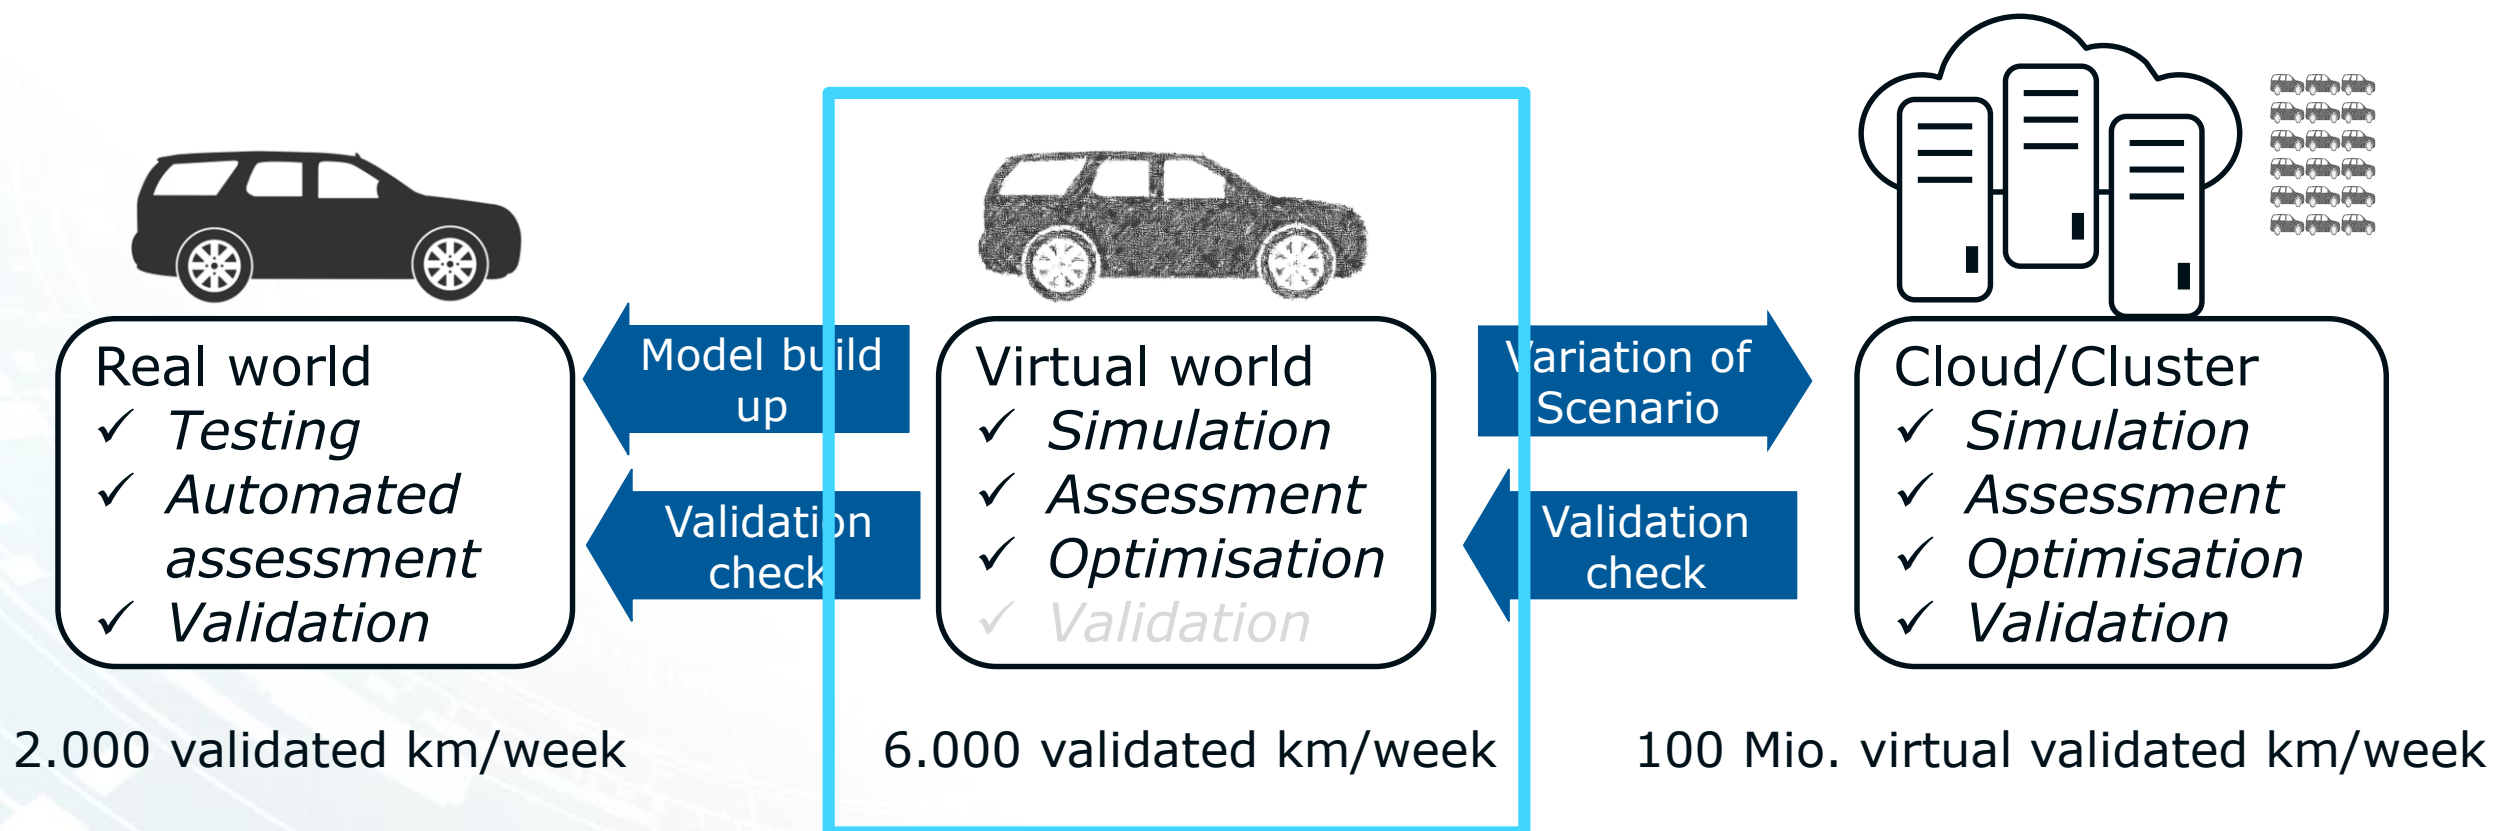 Real world
✓ Testing
✓ Automated
assessment
✓ Validation
2.000 validated km/week
Model build
up
Validation
check
Virtual world
✓ Simulation
✓ Assessment
✓ Optimisation
✓ Validation
6.000 validated km/week
Variation of
Scenario
Validation
check
Cloud/Cluster
✓ Simulation
✓ Assessment
✓ Optimisation
✓ Validation
100 Mio. virtual validated km/week